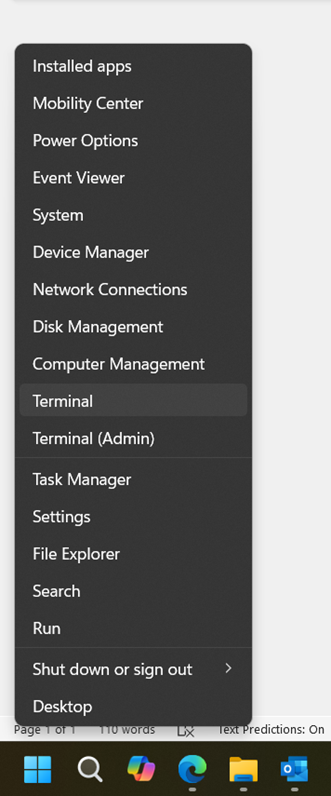 Installed apps
Mobility Center
Power Options
Event Viewer
System
Device Manager
Network Connections
Disk Management
Computer Management
Terminal
Terminal (Admin)
Task Manager
Settings
File Explorer
Search
Run
Shut down or sign out
Desktop
Page 1 of 1 110 words Text Predictions: On